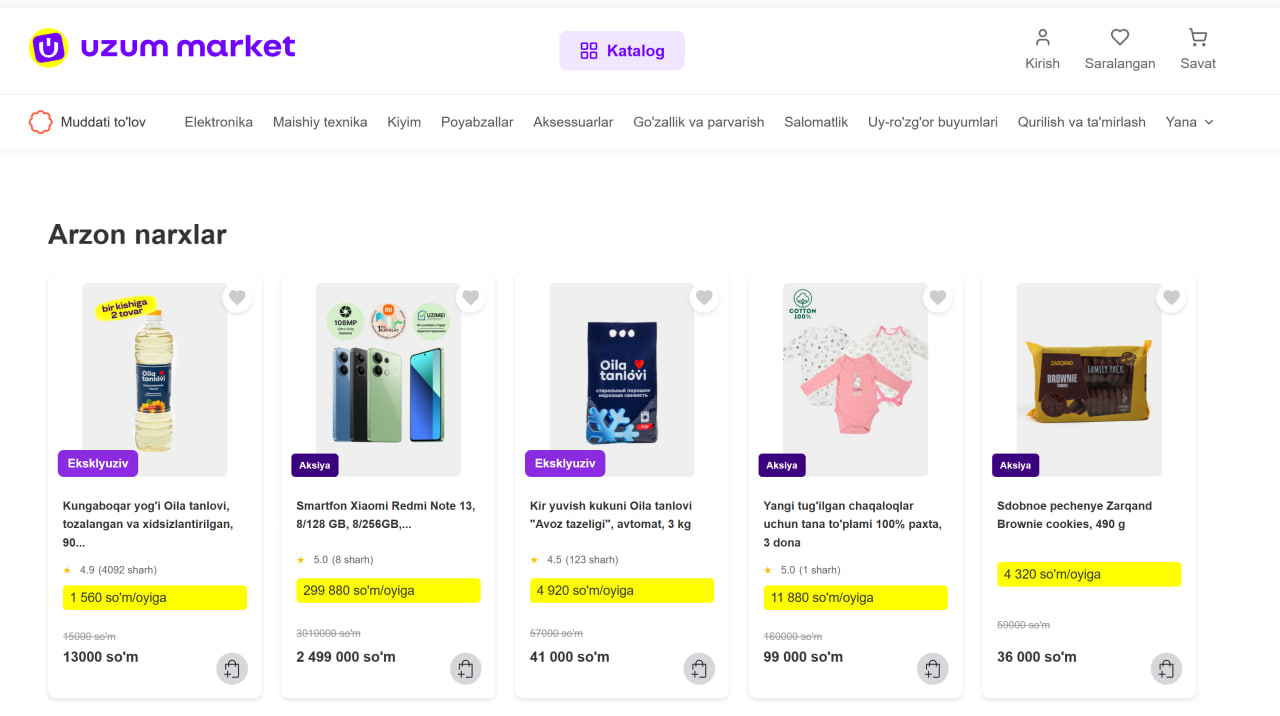 uzum market
Katalog
Kirish
Saralangan
Savat
Muddati to'lov
Elektronika
Maishiy texnika
Kiyim
Poyabzallar
Aksessuarlar
Go'zallik va parvarish
Salomatlik
Uy-ro'zg'or buyumlari
Qurilish va ta'mirlash
Yana
Arzon narxlar
bir kishiga
2 tovar
Oila
tanlovi
Eksklyuziv
Kungaboqar yog'i Oila tanlovi,
tozalangan va xidsizlantirilgan,
90...
4.9 (4092 sharh)
1 560 so'm/oyiga
15000 so'm
13000 so'm
108MP
UZIMEI
Aksiya
Smartfon Xiaomi Redmi Note 13,
8/128 GB, 8/256GB,...
5.0 (8 sharh)
299 880 so'm/oyiga
3010000 so'm
2 499 000 so'm
Oila
tanlovi
стиральный порошок
морозная свежесть
Eksklyuziv
Kir yuvish kukuni Oila tanlovi
"Avoz tazeligi", avtomat, 3 kg
4.5 (123 sharh)
4 920 so'm/oyiga
57000 so'm
41 000 so'm
COTTON
100%
Aksiya
Yangi tug'ilgan chaqaloqlar
uchun tana to'plami 100% paxta,
3 dona
5.0 (1 sharh)
11 880 so'm/oyiga
160000 so'm
99 000 so'm
ZARQAND
BROWNIE
COOKIES
FAMILY PACK
Aksiya
Sdobnoe pechenye Zarqand
Brownie cookies, 490 g
4 320 so'm/oyiga
59000 so'm
36 000 so'm